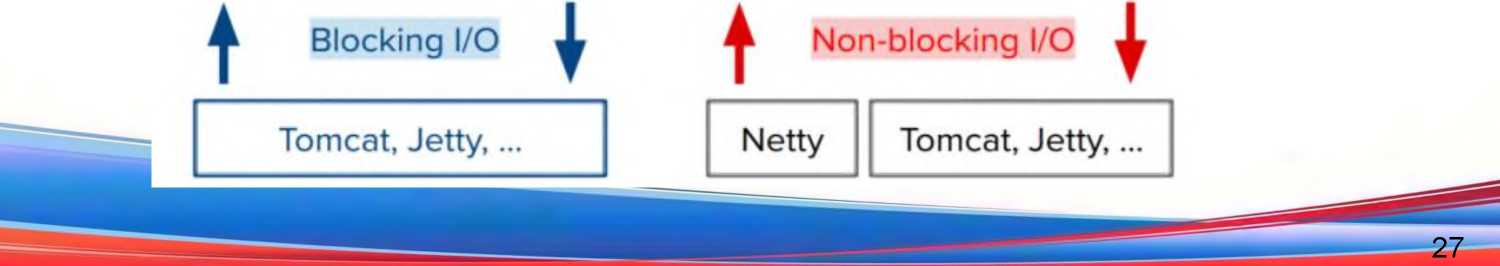 Blocking I/O
Non-blocking I/O
Tomcat, Jetty, ...
Netty
Tomcat, Jetty, ...
27